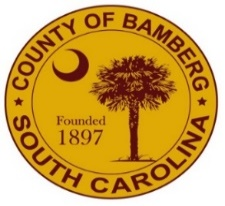 COUNTY OF BAMBERG
Founded
1897
SOUTH CAROLINA